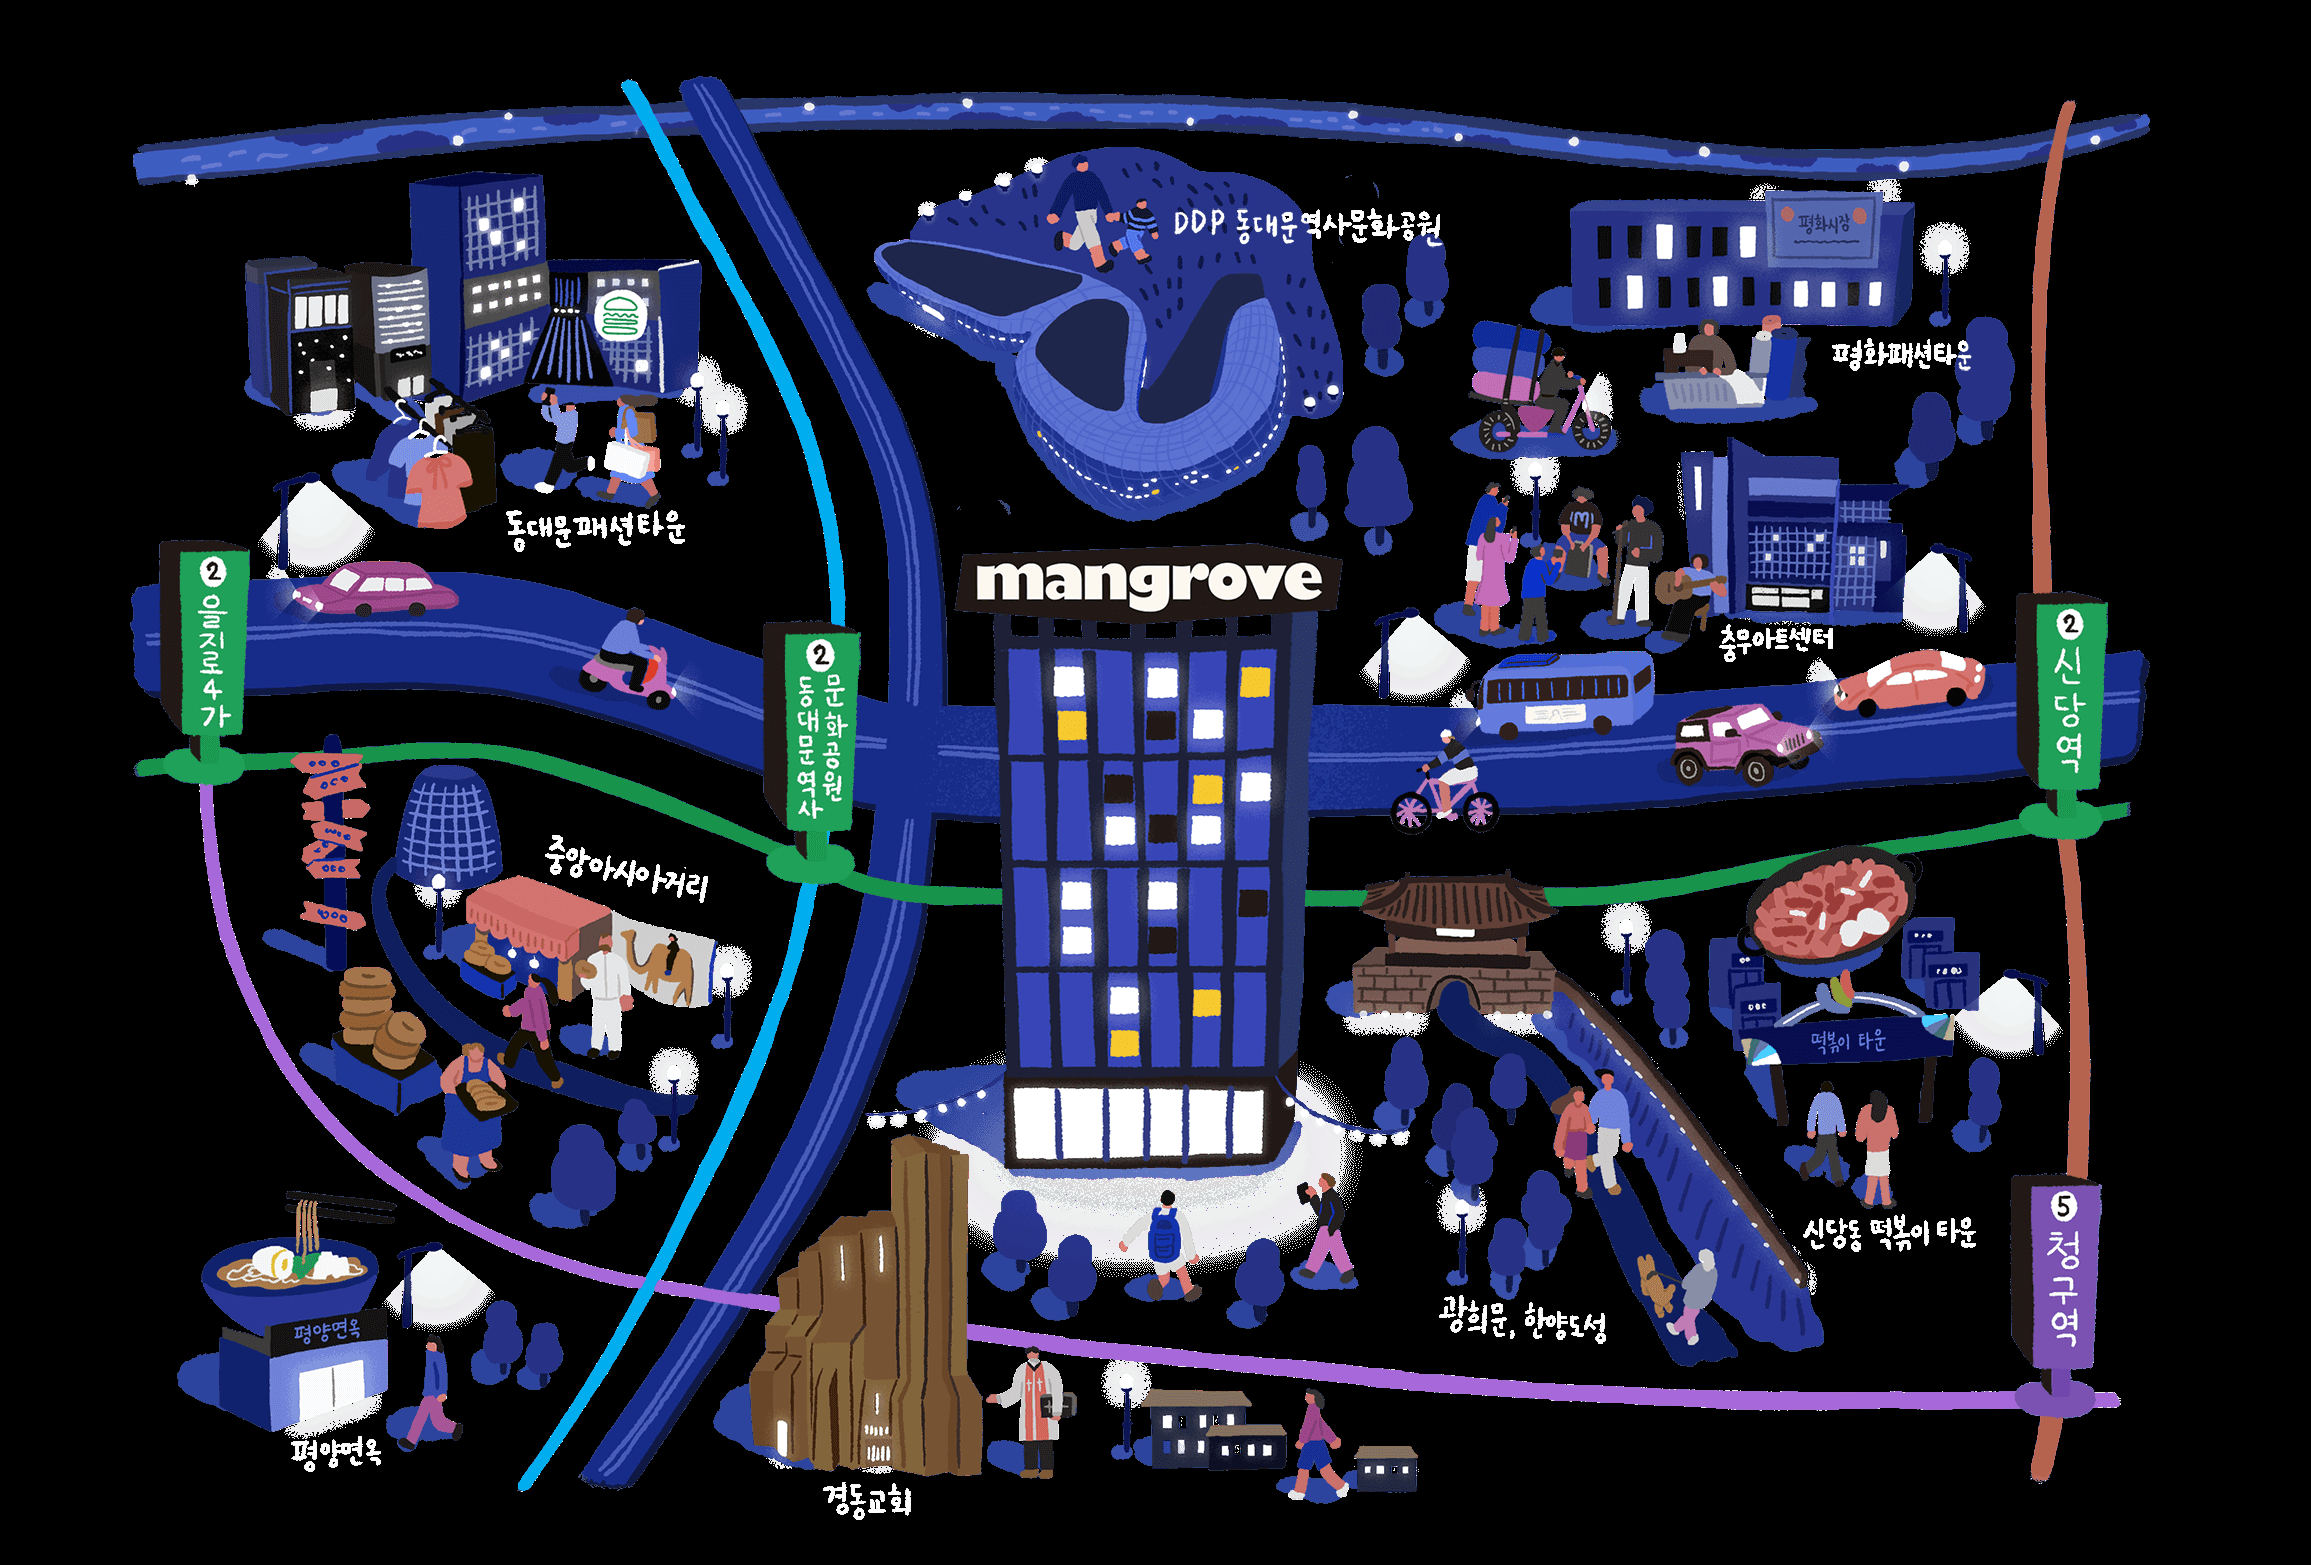 DDP 동대문역사문화공원
평화시장
평화패션타운
동대문패션타운
mangrove
충무아트센터
2
을지로4가
2
동대문역사
문화공원
2
신당역
중앙아시아거리
떡볶이 타운
신당동 떡볶이 타운
5
청구역
광희문, 한양도성
평양면옥
평양면옥
경동교회
M